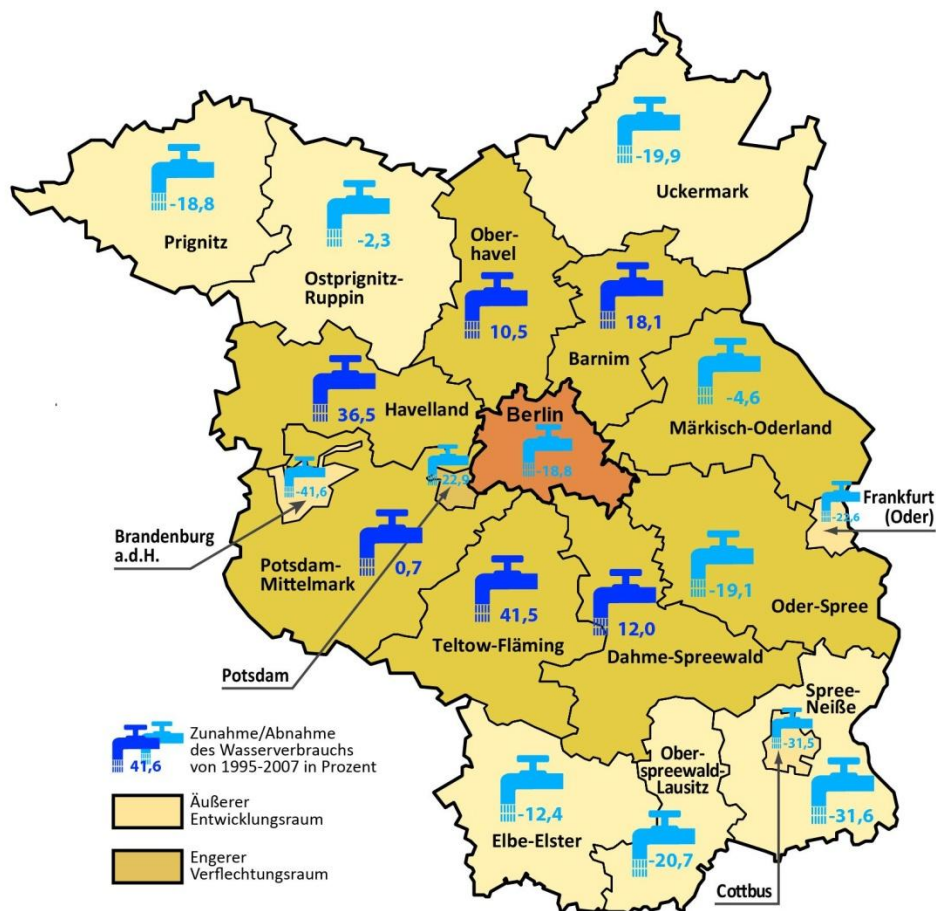 -19,9
Uckermark
-18,8
Prignitz
-2,3
Ostprignitz-
Ruppin
Ober-
havel
10,5
18,1
Barnim
-4,6
Märkisch-Oderland
36,5
Havelland
Berlin
-18,8
-41,6
-22,9
Brandenburg
a.d.H.
Frankfurt
(Oder)
Potsdam-
Mittelmark
0,7
41,5
Teltow-Fläming
12,0
Dahme-Spreewald
-19,1
Oder-Spree
Potsdam
Spree-
Neiße
-31,5
-31,6
Ober-
spreewald-
Lausitz
-20,7
-12,4
Elbe-Elster
Cottbus
41,6
Zunahme/Abnahme
des Wasserverbrauchs
von 1995-2007 in Prozent
Äußerer
Entwicklungsraum
Engerer
Verflechtungsraum